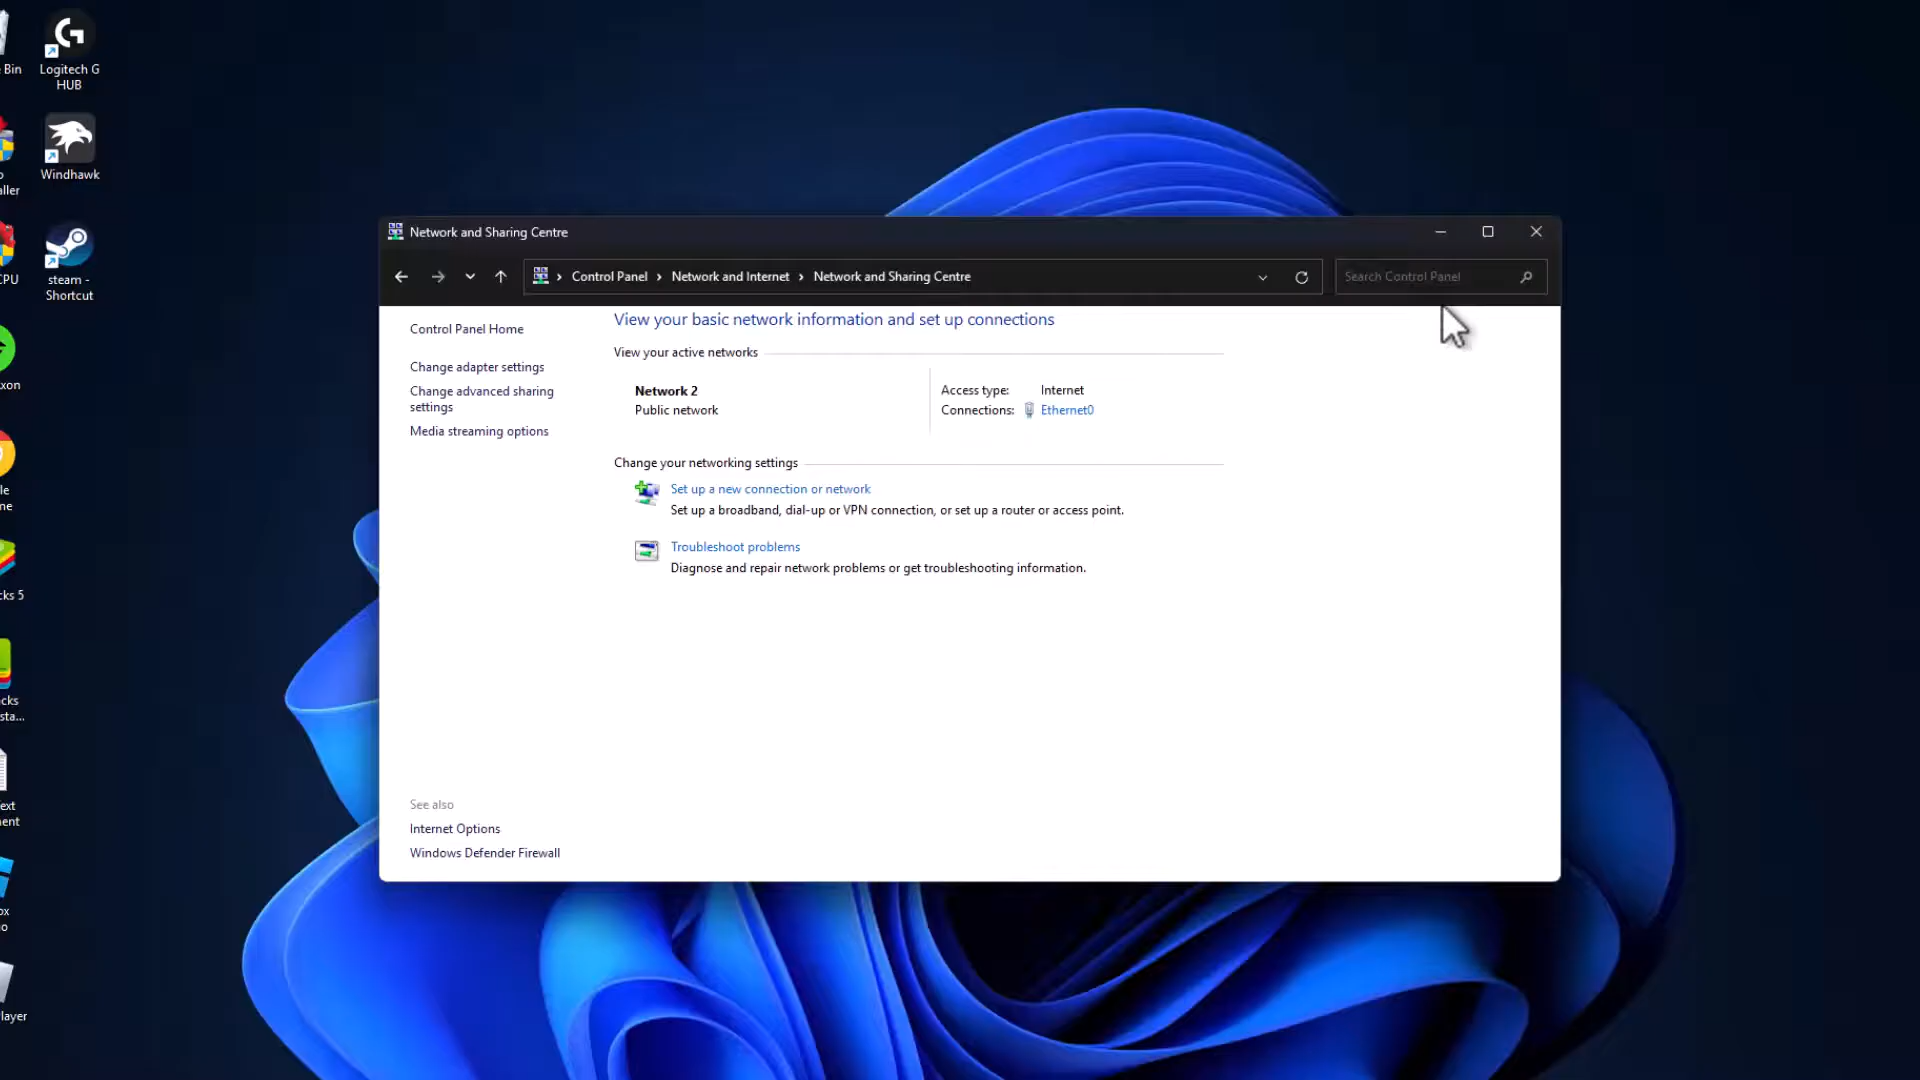 Bin
Logitech G
HUB
Windhawk
aller
steam -
Shortcut
CPU
xon
le
me
cks 5
cks
sta...
ext
ent
ox
io
layer
Network and Sharing Centre
Control Panel
Network and Internet
Network and Sharing Centre
Search Control Panel
Control Panel Home
Change adapter settings
Change advanced sharing
settings
Media streaming options
See also
Internet Options
Windows Defender Firewall
View your basic network information and set up connections
View your active networks
Network 2
Public network
Access type: Internet
Connections: Ethernet0
Change your networking settings
Set up a new connection or network
Set up a broadband, dial-up or VPN connection, or set up a router or access point.
Troubleshoot problems
Diagnose and repair network problems or get troubleshooting information.